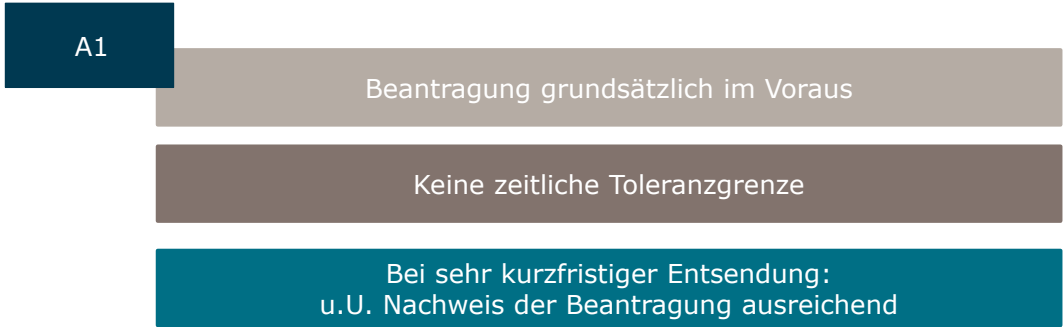 A1
Beantragung grundsätzlich im Voraus
Keine zeitliche Toleranzgrenze
Bei sehr kurzfristiger Entsendung:
u.U. Nachweis der Beantragung ausreichend